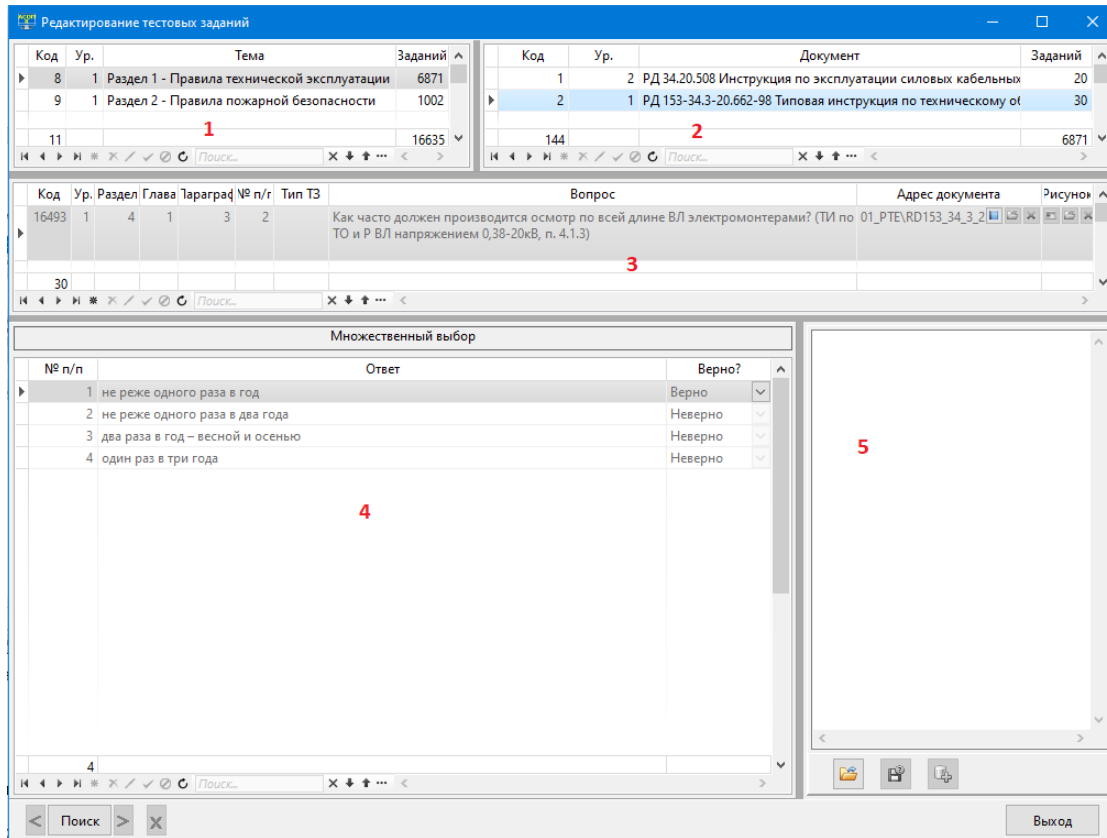 Редактирование тестовых заданий
Код Ур. Тема Заданий
8 1 Раздел 1 - Правила технической эксплуатации 6871
9 1 Раздел 2 - Правила пожарной безопасности 1002
1
11 16635
Поиск...
Код Ур. Документ Заданий
1 2 РД 34.20.508 Инструкция по эксплуатации силовых кабельных 20
2 1 РД 153-34.3-20.662-98 Типовая инструкция по техническому об 30
2
144 6871
Поиск...
Код Ур. Раздел Глава Параграф № п/п Тип ТЗ Вопрос Адрес документа Рисунок
16493 1 4 1 3 2 Как часто должен производится осмотр по всей длине ВЛ электромонтерами? (ТИ по 01_PTE\RD153_34_3_2
ТО и Р ВЛ напряжением 0,38-20кВ, п. 4.1.3)
3
30
Поиск...
Множественный выбор
№ п/п Ответ Верно?
1 не реже одного раза в год Верно
2 не реже одного раза в два года Неверно
3 два раза в год – весной и осенью Неверно
4 один раз в три года Неверно
5
4
4
Поиск...
< Поиск > X
Выход